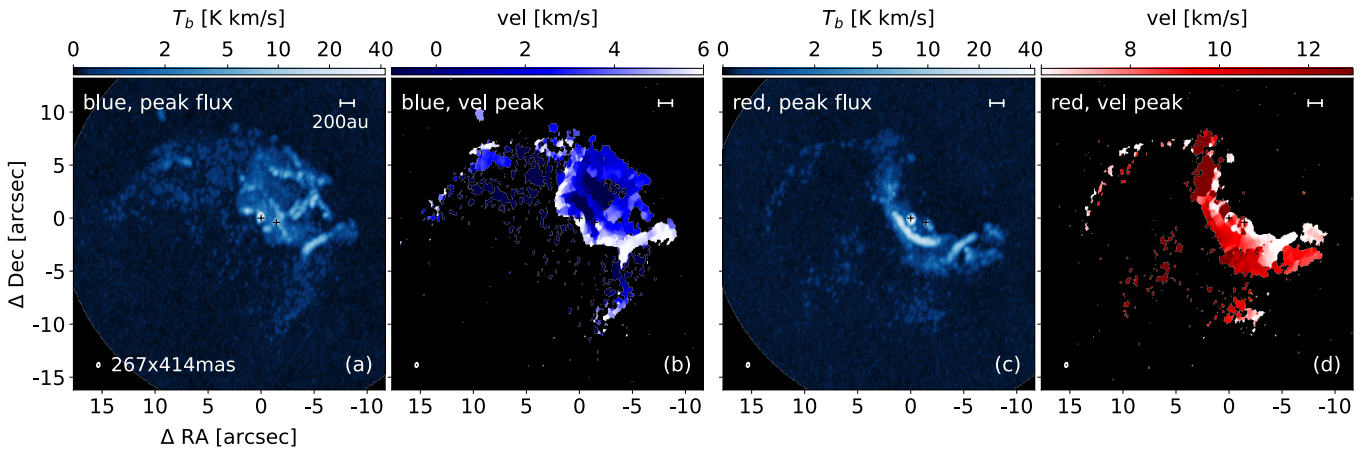 T_b [K km/s]
0 2 5 10 20 40
blue, peak flux
200au
267x414mas
(a)
10
5
0
-5
-10
-15
Δ Dec [arcsec]
15 10 5 0 -5 -10
Δ RA [arcsec]
vel [km/s]
0 2 4 6
blue, vel peak
(b)
15 10 5 0 -5 -10
T_b [K km/s]
0 2 5 10 20 40
red, peak flux
(c)
15 10 5 0 -5 -10
vel [km/s]
8 10 12
red, vel peak
(d)
15 10 5 0 -5 -10